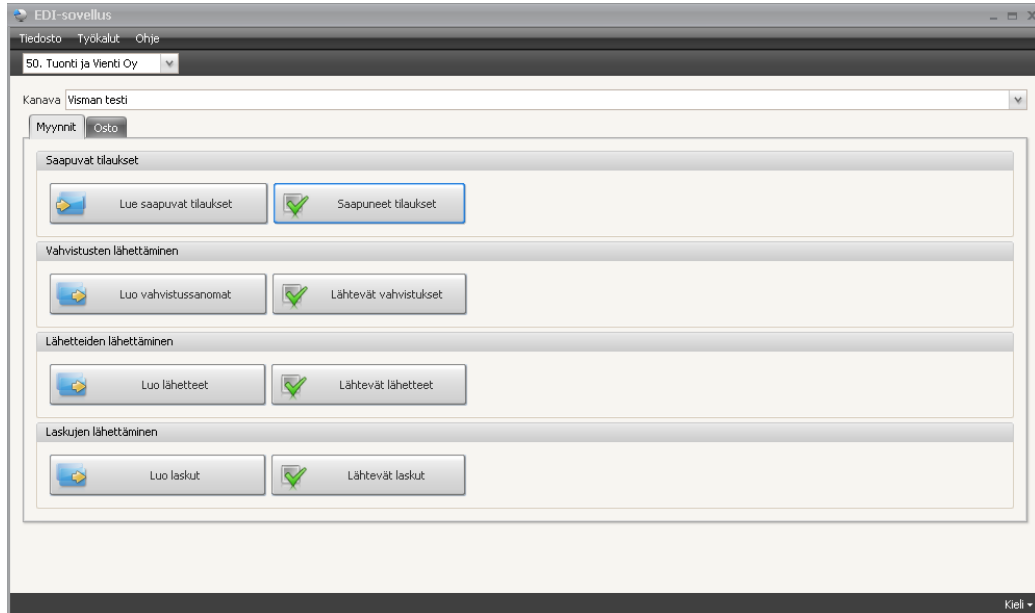 EDI-sovellus
Tiedosto Työkalut Ohje
50. Tuonti ja Vienti Oy
Kanava Visman testi
Myynnit Osto
Saapuvat tilaukset
Lue saapuvat tilaukset Saapuneet tilaukset
Vahvistusten lähettäminen
Luo vahvistussanomat Lähtevät vahvistukset
Lähetteiden lähettäminen
Luo lähetteet Lähtevät lähetteet
Laskujen lähettäminen
Luo laskut Lähtevät laskut
Kieli